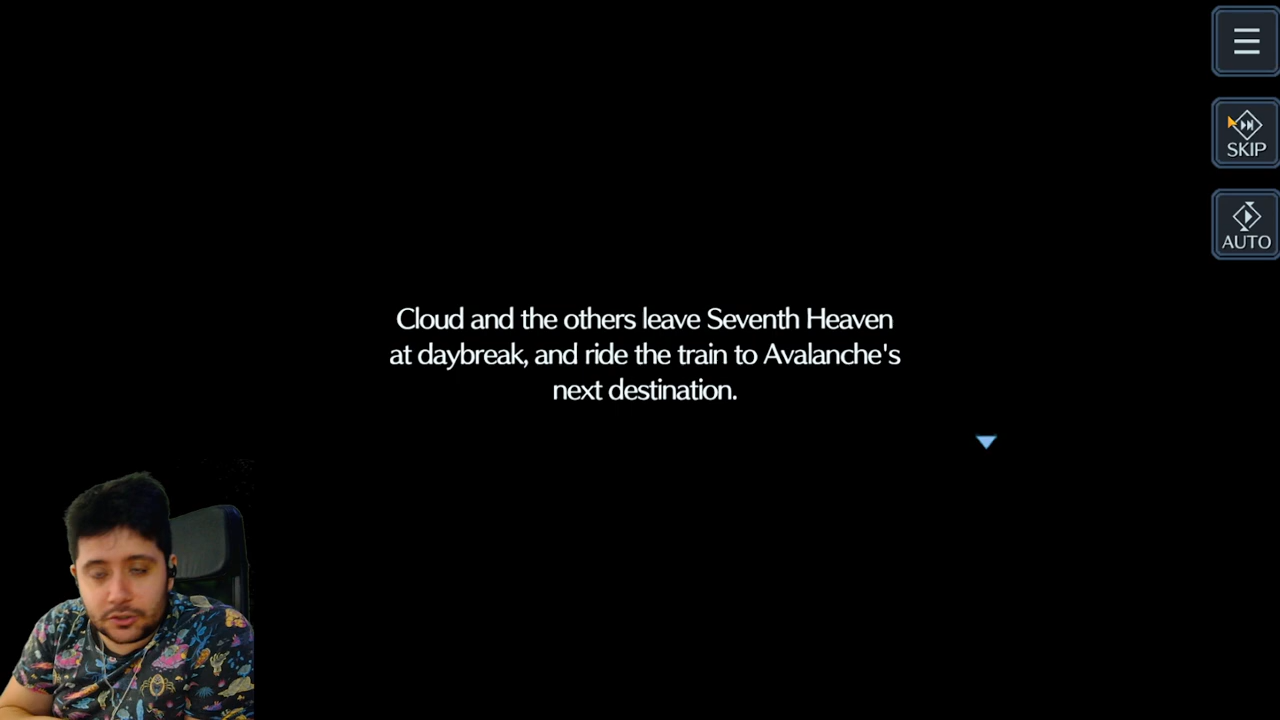 SKIP
AUTO
Cloud and the others leave Seventh Heaven
at daybreak, and ride the train to Avalanche's
next destination.